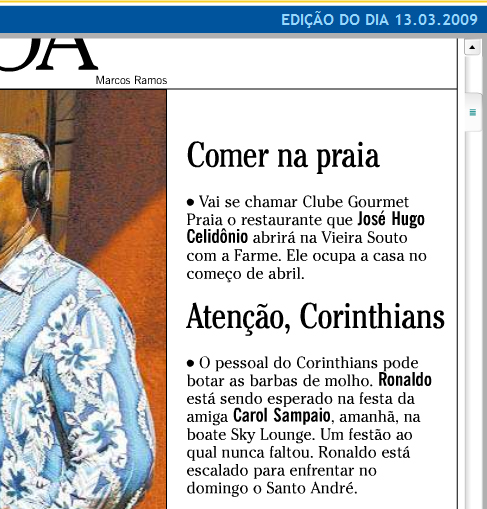 EDIÇÃO DO DIA 13.03.2009
OA
Marcos Ramos
Comer na praia
• Vai se chamar Clube Gourmet
Praia o restaurante que José Hugo
Celidônio abrirá na Vieira Souto
com a Farme. Ele ocupa a casa no
começo de abril.
Atenção, Corinthians
• O pessoal do Corinthians pode
botar as barbas de molho. Ronaldo
está sendo esperado na festa da
amiga Carol Sampaio, amanhã, na
boate Sky Lounge. Um festão ao
qual nunca faltou. Ronaldo está
escalado para enfrentar no
domingo o Santo André.